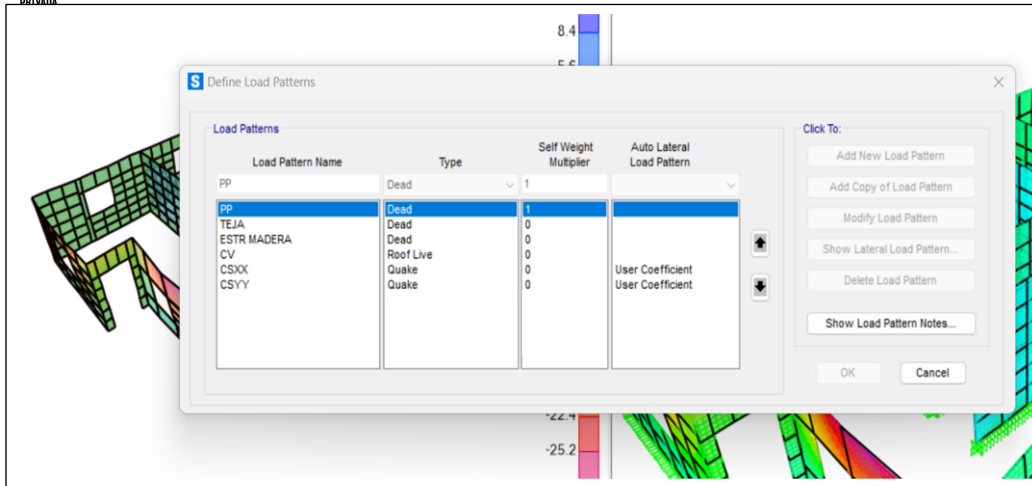 PRIVADA
8.4
5.6
S Define Load Patterns
Load Patterns
Load Pattern Name
Type
Self Weight
Multiplier
Auto Lateral
Load Pattern
PP Dead 1
PP Dead 1
TEJA Dead 0
ESTR MADERA Dead 0
CV Roof Live 0
CSXX Quake 0 User Coefficient
CSYY Quake 0 User Coefficient
Click To:
Add New Load Pattern
Add Copy of Load Pattern
Modify Load Pattern
Show Lateral Load Pattern...
Delete Load Pattern
Show Load Pattern Notes...
OK
Cancel
-22.4
-25.2